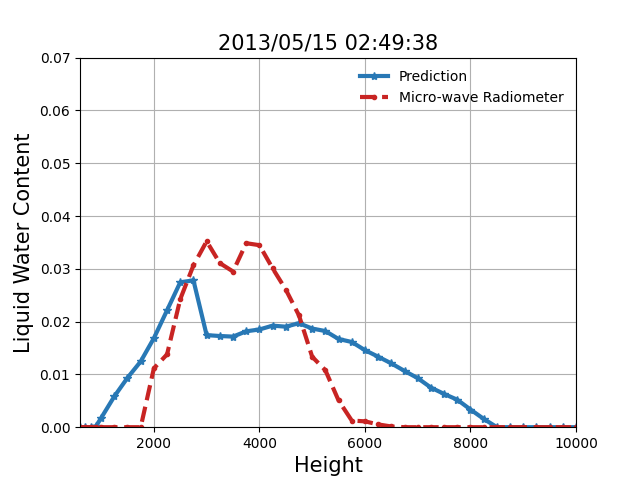 2013/05/15 02:49:38
Prediction
Micro-wave Radiometer
Liquid Water Content
0.07
0.06
0.05
0.04
0.03
0.02
0.01
0.00
2000 4000 6000 8000 10000
Height